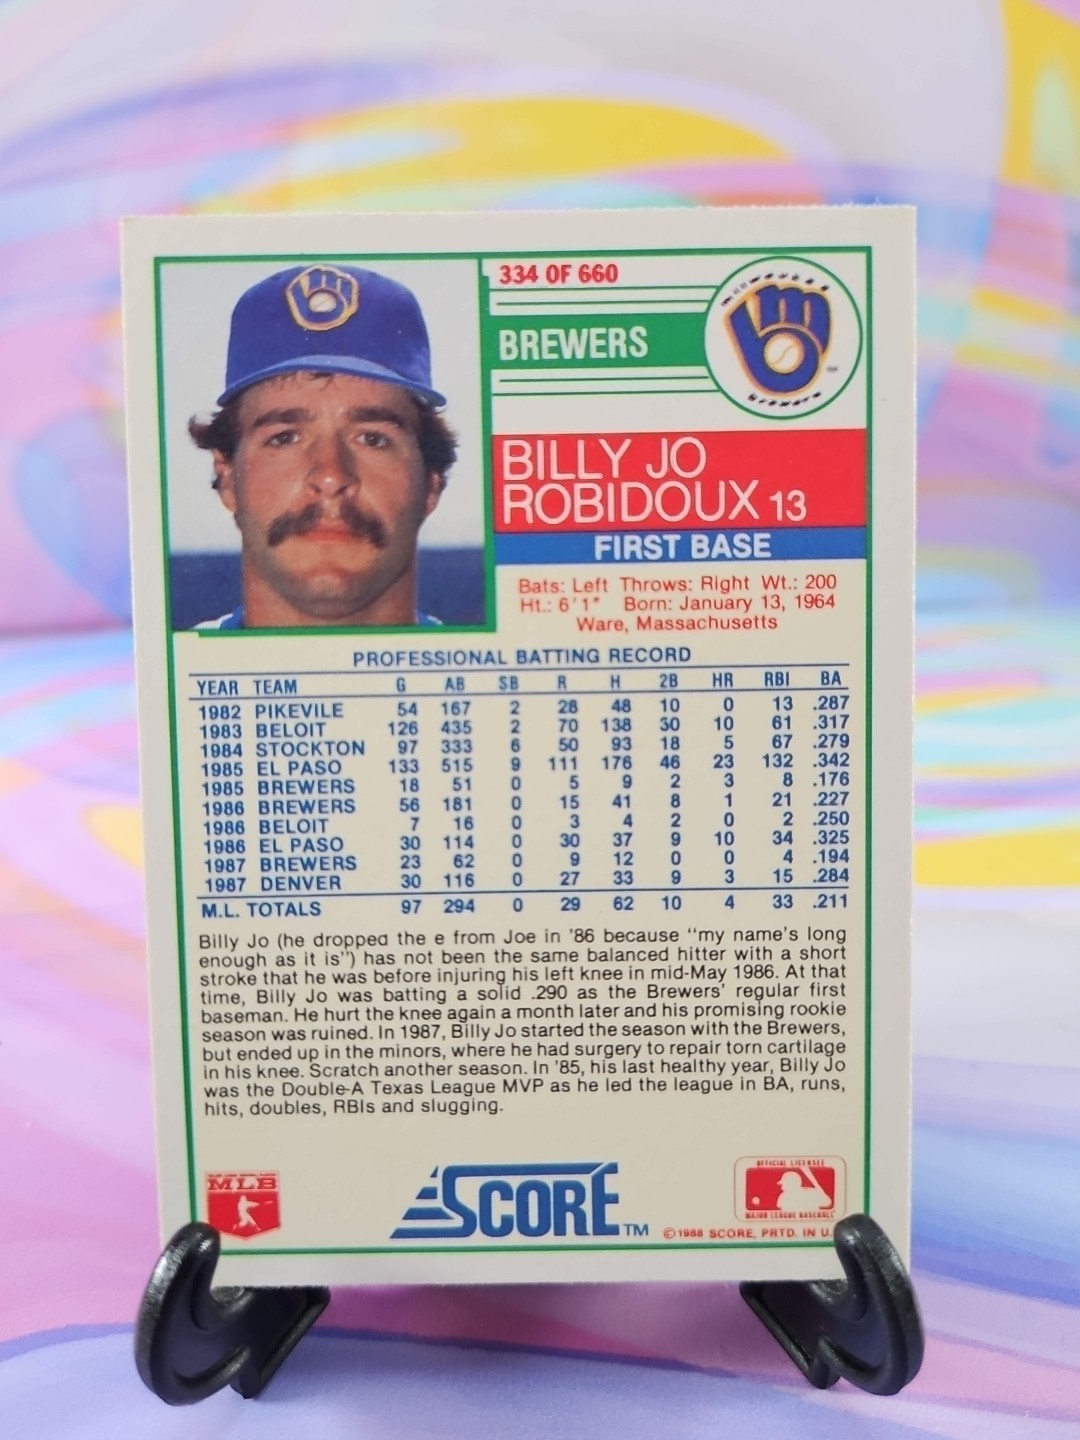 334 OF 660
BREWERS
Brewers
BILLY JO
ROBIDOUX 13
FIRST BASE
Bats: Left Throws: Right Wt.: 200
Ht.: 6'1" Born: January 13, 1964
Ware, Massachusetts
PROFESSIONAL BATTING RECORD
YEAR TEAM G AB SB R H 2B HR RBI BA
1982 PIKEVILE 54 167 2 28 48 10 0 13 .287
1983 BELOIT 126 435 2 70 138 30 10 61 .317
1984 STOCKTON 97 333 6 50 93 18 5 67 .279
1985 EL PASO 133 515 9 111 176 46 23 132 .342
1985 BREWERS 18 51 0 5 9 2 3 8 .176
1986 BREWERS 56 181 0 15 41 8 1 21 .227
1986 BELOIT 7 16 0 3 4 2 0 2 .250
1986 EL PASO 30 114 0 30 37 9 10 34 .325
1987 BREWERS 23 62 0 9 12 0 0 4 .194
1987 DENVER 30 116 0 27 33 9 3 15 .284
M.L. TOTALS 97 294 0 29 62 10 4 33 .211
Billy Jo (he dropped the e from Joe in '86 because "my name's long
enough as it is") has not been the same balanced hitter with a short
stroke that he was before injuring his left knee in mid-May 1986. At that
time, Billy Jo was batting a solid .290 as the Brewers' regular first
baseman. He hurt the knee again a month later and his promising rookie
season was ruined. In 1987, Billy Jo started the season with the Brewers,
but ended up in the minors, where he had surgery to repair torn cartilage
in his knee. Scratch another season. In '85, his last healthy year, Billy Jo
was the Double-A Texas League MVP as he led the league in BA, runs,
hits, doubles, RBIs and slugging.
MLB
SCORE™
OFFICIAL LICENSEE
MAJOR LEAGUE BASEBALL
©1988 SCORE, PRTD. IN U.